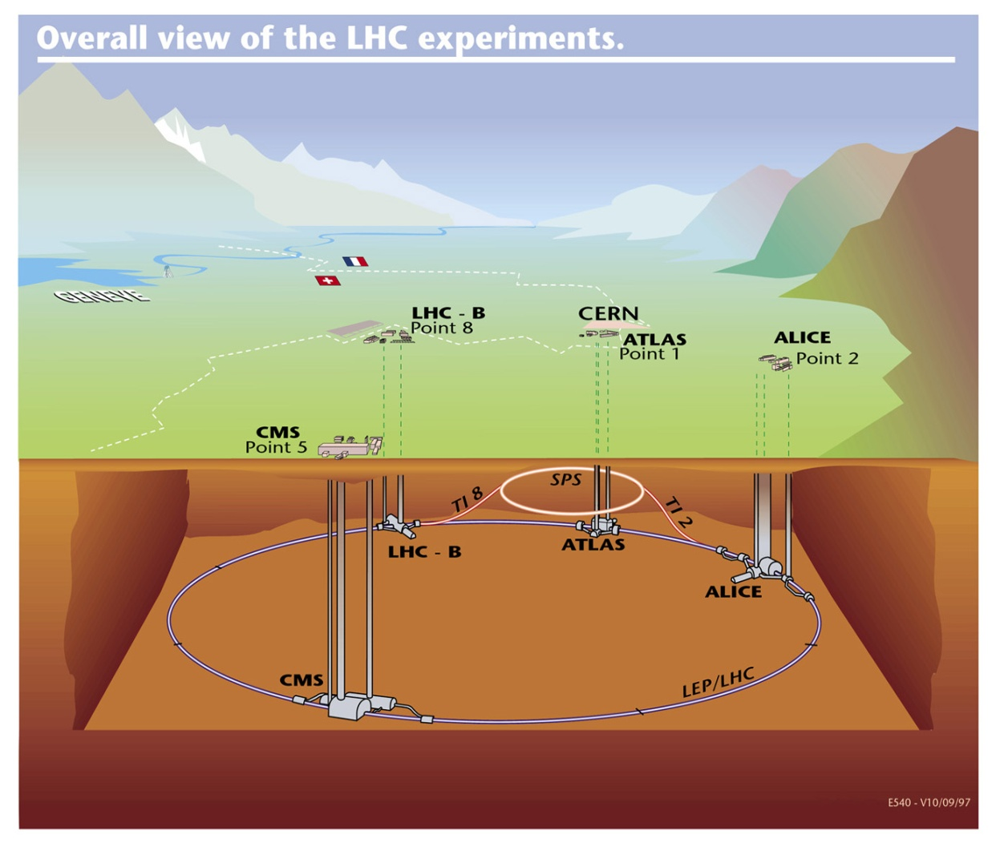 Overall view of the LHC experiments.
GENEVE
LHC - B
Point 8
CERN
ATLAS
Point 1
ALICE
Point 2
CMS
Point 5
SPS
TI 8
TI 2
LHC - B
ATLAS
ALICE
CMS
LEP/LHC
E540 - V10/09/97